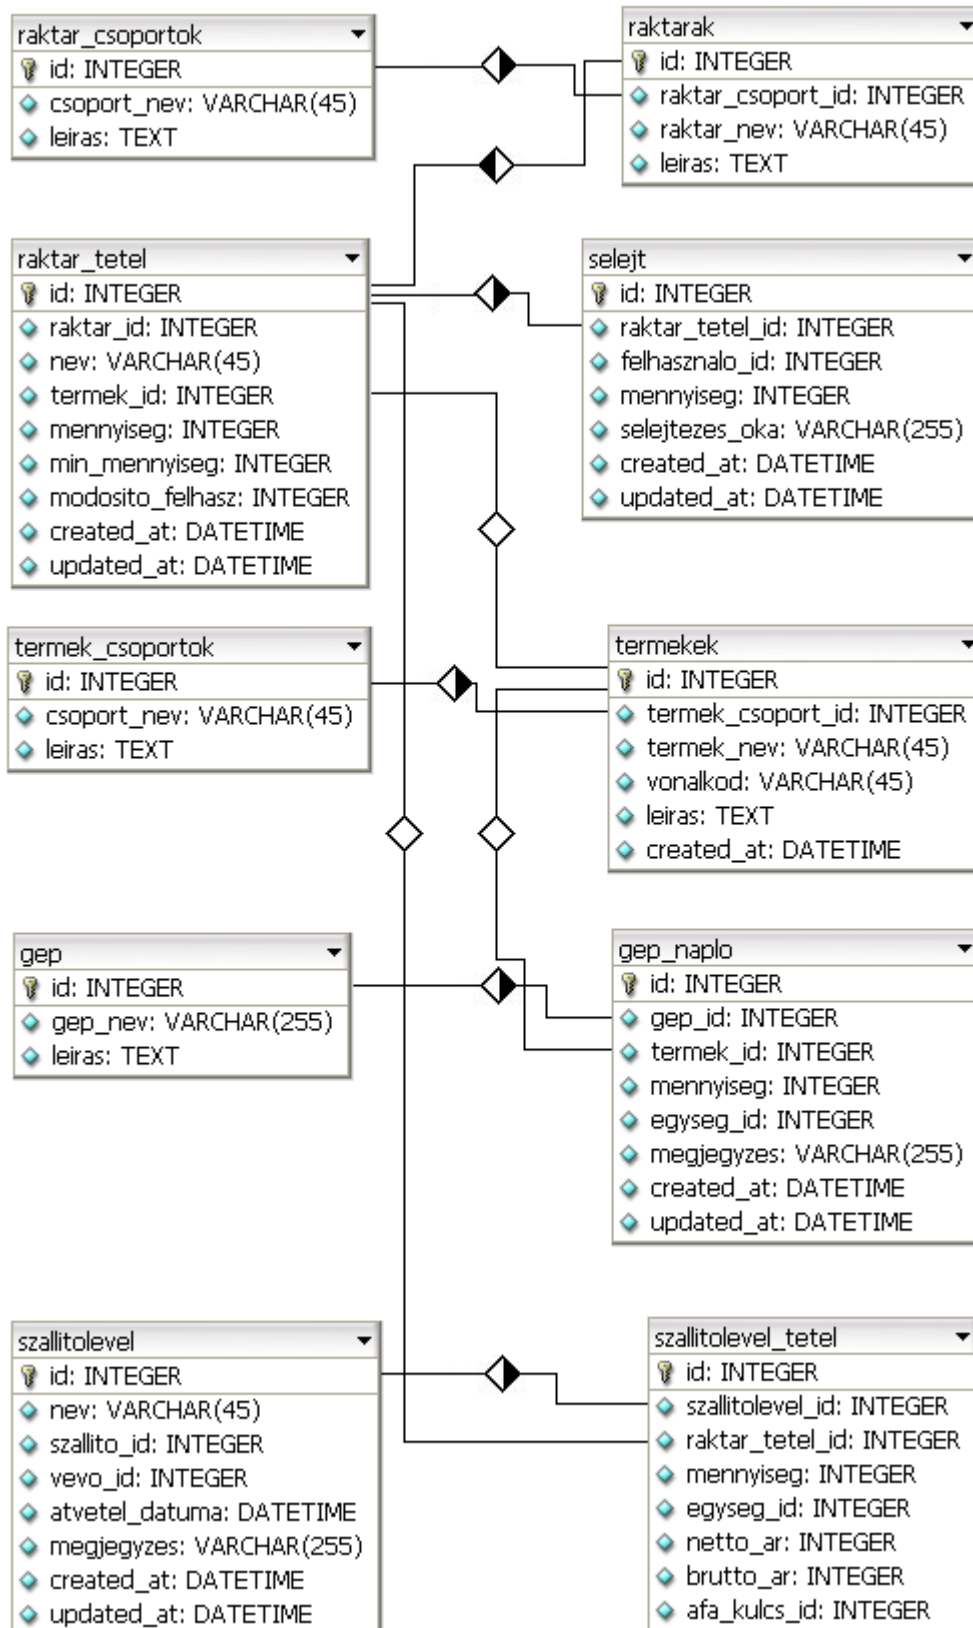 raktar_csoportok
id: INTEGER
csoport_nev: VARCHAR(45)
leiras: TEXT
raktarak
id: INTEGER
raktar_csoport_id: INTEGER
raktar_nev: VARCHAR(45)
leiras: TEXT
raktar_tetel
id: INTEGER
raktar_id: INTEGER
nev: VARCHAR(45)
termek_id: INTEGER
mennyiseg: INTEGER
min_mennyiseg: INTEGER
modosito_felhasz: INTEGER
created_at: DATETIME
updated_at: DATETIME
selejt
id: INTEGER
raktar_tetel_id: INTEGER
felhasznalo_id: INTEGER
mennyiseg: INTEGER
selejtezes_oka: VARCHAR(255)
created_at: DATETIME
updated_at: DATETIME
termek_csoportok
id: INTEGER
csoport_nev: VARCHAR(45)
leiras: TEXT
termekek
id: INTEGER
termek_csoport_id: INTEGER
termek_nev: VARCHAR(45)
vonalkod: VARCHAR(45)
leiras: TEXT
created_at: DATETIME
gep
id: INTEGER
gep_nev: VARCHAR(255)
leiras: TEXT
gep_naplo
id: INTEGER
gep_id: INTEGER
termek_id: INTEGER
mennyiseg: INTEGER
egyseg_id: INTEGER
megjegyzes: VARCHAR(255)
created_at: DATETIME
updated_at: DATETIME
szallitolevel
id: INTEGER
nev: VARCHAR(45)
szallito_id: INTEGER
vevo_id: INTEGER
atvetel_datuma: DATETIME
megjegyzes: VARCHAR(255)
created_at: DATETIME
updated_at: DATETIME
szallitolevel_tetel
id: INTEGER
szallitolevel_id: INTEGER
raktar_tetel_id: INTEGER
mennyiseg: INTEGER
egyseg_id: INTEGER
netto_ar: INTEGER
brutto_ar: INTEGER
afa_kulcs_id: INTEGER